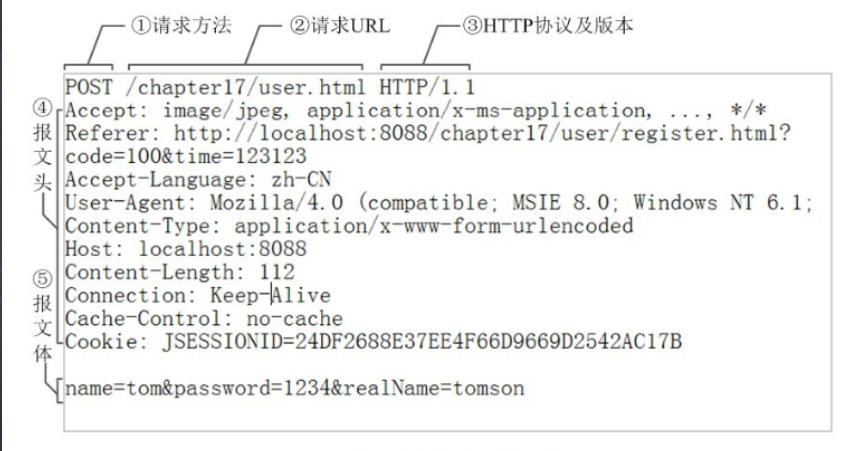 ①请求方法 ②请求URL ③HTTP协议及版本
POST /chapter17/user.html HTTP/1.1
④报文头
Accept: image/jpeg, application/x-ms-application, ..., */*
Referer: http://localhost:8088/chapter17/user/register.html?
code=100&time=123123
Accept-Language: zh-CN
User-Agent: Mozilla/4.0 (compatible; MSIE 8.0; Windows NT 6.1;
Content-Type: application/x-www-form-urlencoded
Host: localhost:8088
Content-Length: 112
Connection: Keep-Alive
Cache-Control: no-cache
Cookie: JSESSIONID=24DF2688E37EE4F66D9669D2542AC17B
⑤报文体
name=tom&password=1234&realName=tomson